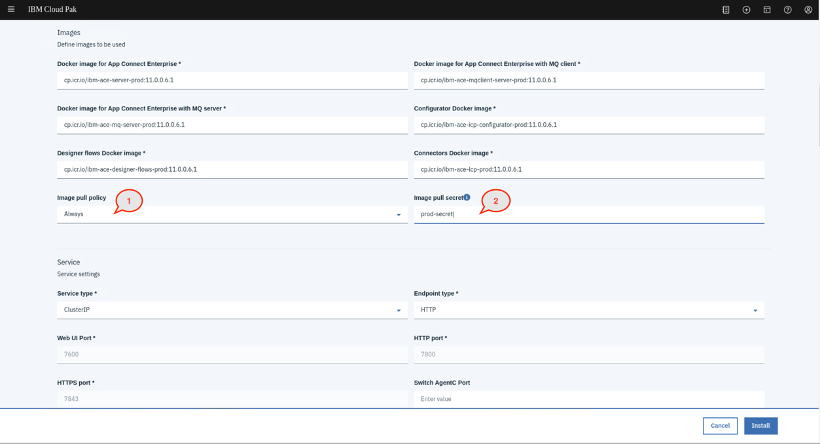 IBM Cloud Pak
Images
Define images to be used
Docker image for App Connect Enterprise *
Docker image for App Connect Enterprise with MQ client *
cp.icr.io/ibm-ace-server-prod:11.0.0.6.1
cp.icr.io/ibm-ace-mqclient-server-prod:11.0.0.6.1
Docker image for App Connect Enterprise with MQ server *
Configurator Docker image *
cp.icr.io/ibm-ace-mq-server-prod:11.0.0.6.1
cp.icr.io/ibm-ace-icp-configurator-prod:11.0.0.6.1
Designer flows Docker image *
Connectors Docker image *
cp.icr.io/ibm-ace-designer-flows-prod:11.0.0.6.1
cp.icr.io/ibm-ace-lcp-prod:11.0.0.6.1
Image pull policy
1
Image pull secret
2
Always
prod-secret
Service
Service settings
Service type *
Endpoint type *
ClusterIP
HTTP
Web UI Port *
HTTP port *
7600
7800
HTTPS port *
Switch AgentC Port
7843
Enter value
Cancel
Install